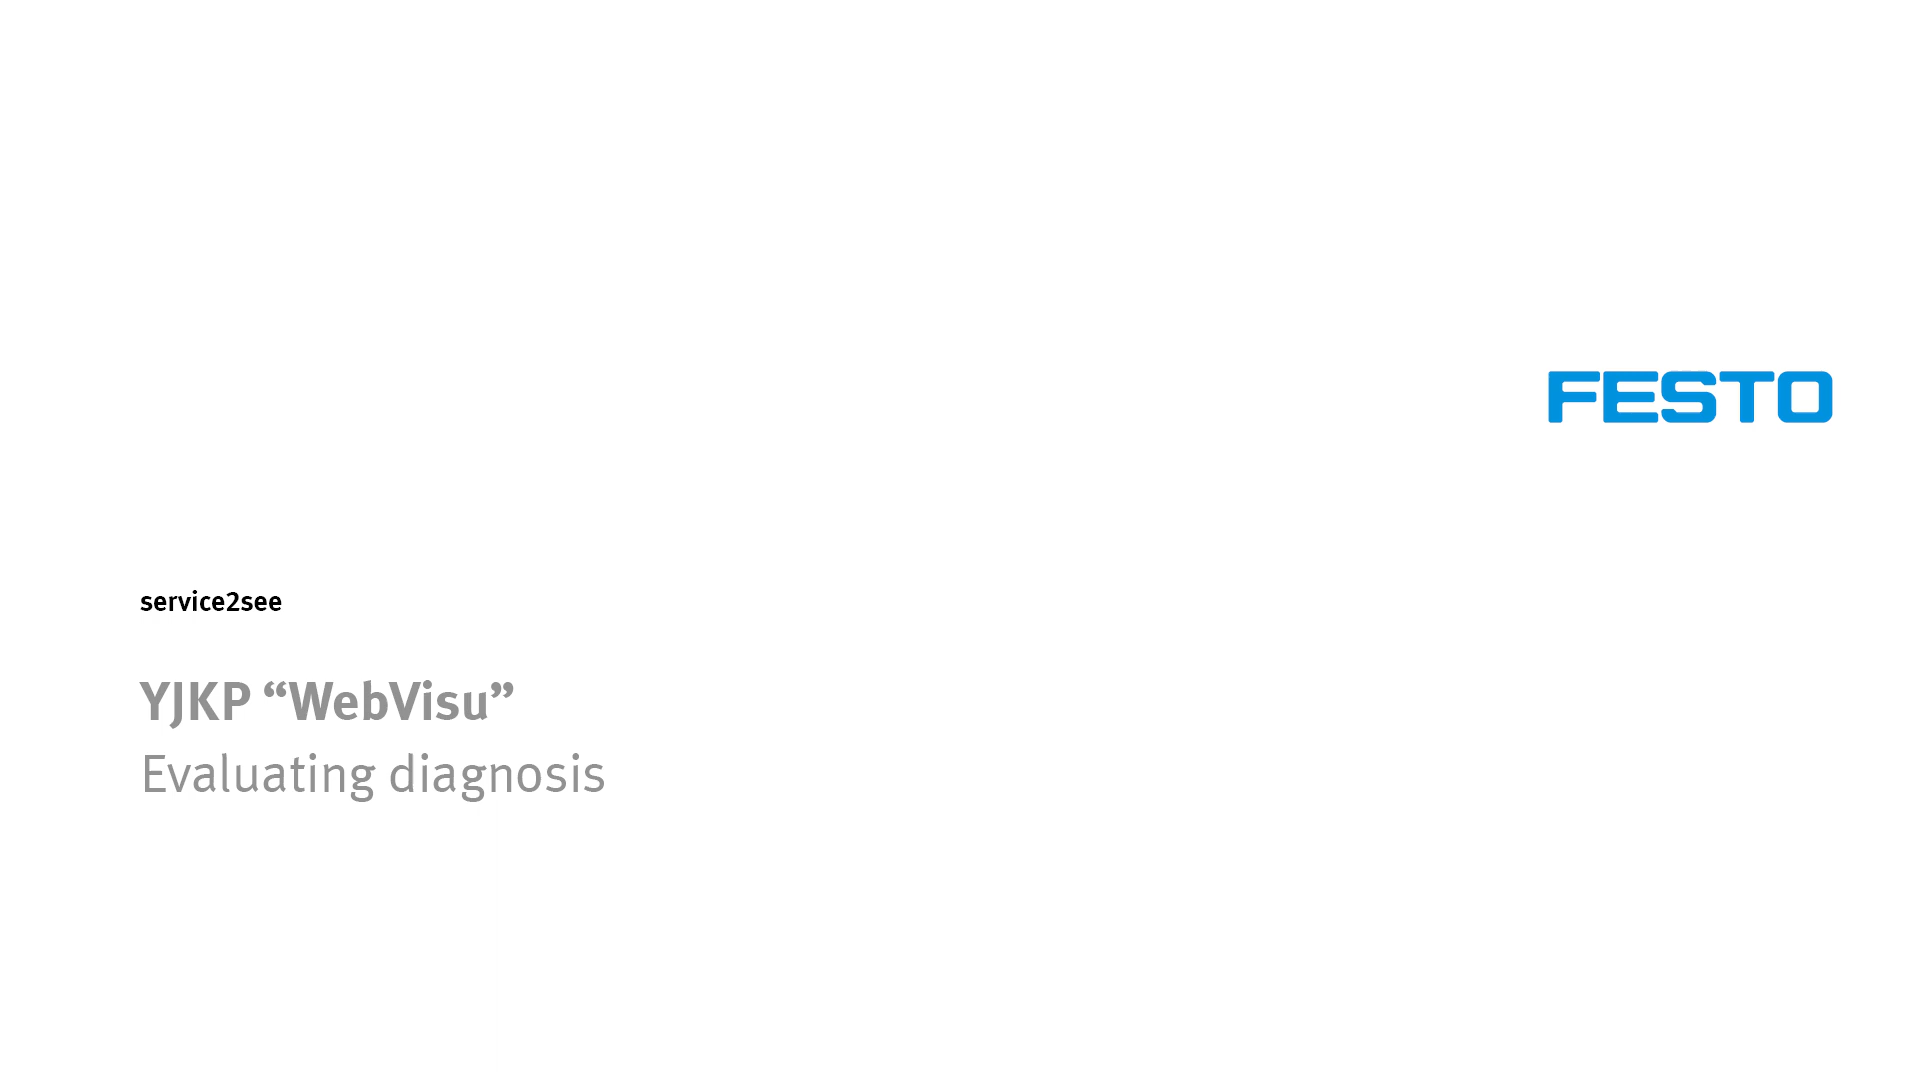 FESTO
service2see
YJKP “WebVisu”
Evaluating diagnosis